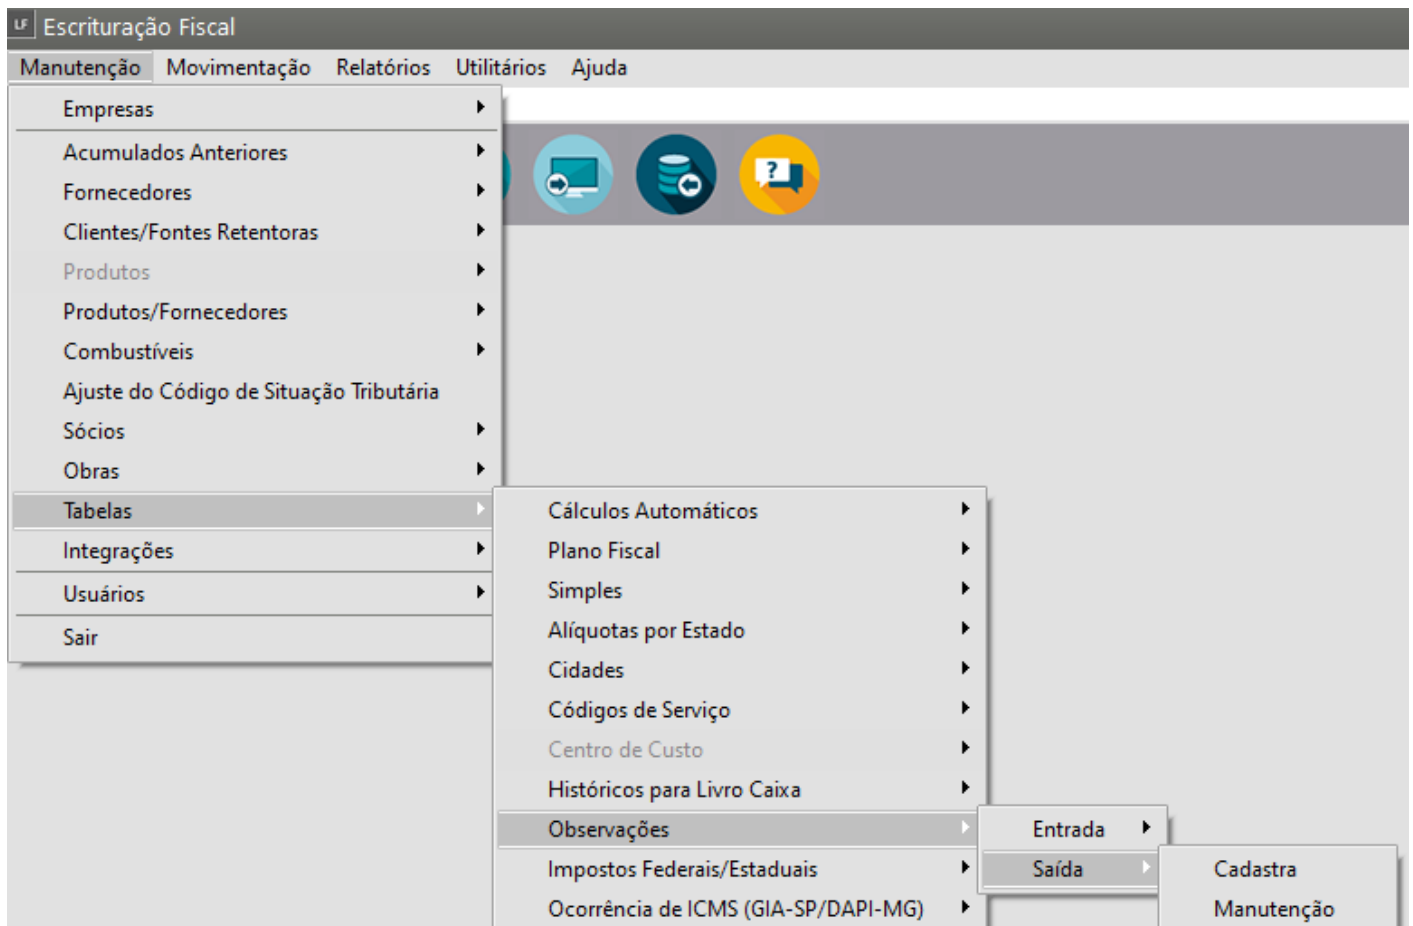 LF Escrituração Fiscal
Manutenção Movimentação Relatórios Utilitários Ajuda
Empresas
Acumulados Anteriores
Fornecedores
Clientes/Fontes Retentoras
Produtos
Produtos/Fornecedores
Combustíveis
Ajuste do Código de Situação Tributária
Sócios
Obras
Tabelas
Integrações
Usuários
Sair
Cálculos Automáticos
Plano Fiscal
Simples
Alíquotas por Estado
Cidades
Códigos de Serviço
Centro de Custo
Históricos para Livro Caixa
Observações
Impostos Federais/Estaduais
Ocorrência de ICMS (GIA-SP/DAPI-MG)
Entrada
Saída
Cadastra
Manutenção
?